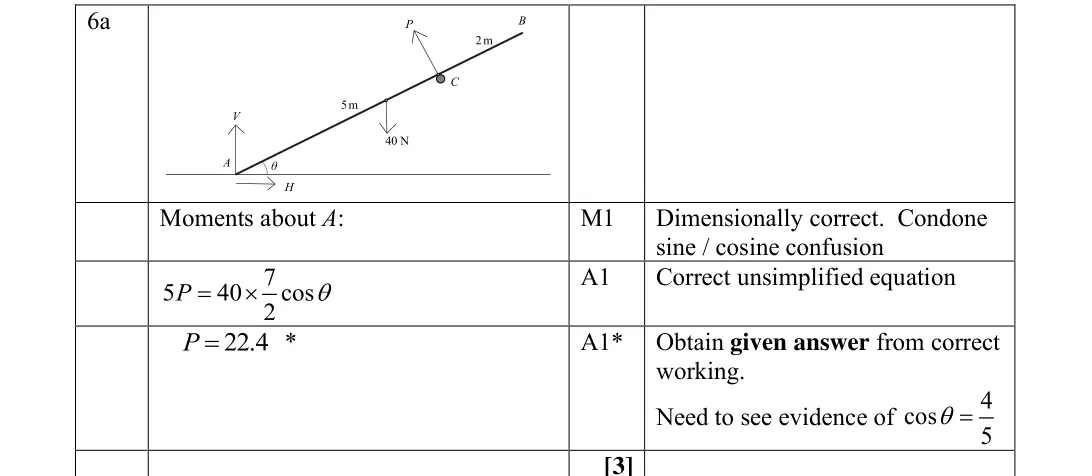 6a
P
B
2 m
C
5 m
V
40 N
A
θ
H
Moments about A:
M1
Dimensionally correct.  Condone
sine / cosine confusion
5P = 40 × 7/2 cos θ
A1
Correct unsimplified equation
P = 22.4  *
A1*
Obtain given answer from correct
working.
Need to see evidence of cos θ = 4/5
[3]